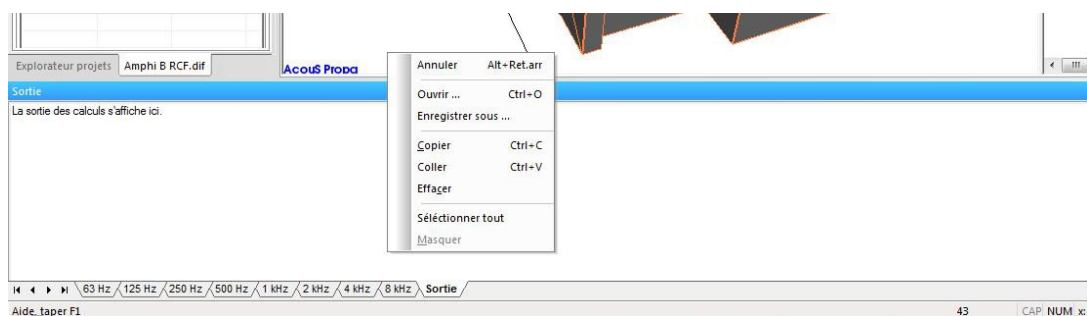 Explorateur projets Amphi B RCF.dif
AcouS Propa
Sortie
La sortie des calculs s'affiche ici.
Annuler Alt+Ret.arr
Ouvrir ... Ctrl+O
Enregistrer sous ...
Copier Ctrl+C
Coller Ctrl+V
Effaçer
Séléctionner tout
Masquer
63 Hz 125 Hz 250 Hz 500 Hz 1 kHz 2 kHz 4 kHz 8 kHz Sortie
Aide, taper F1 43 CAP NUM x: